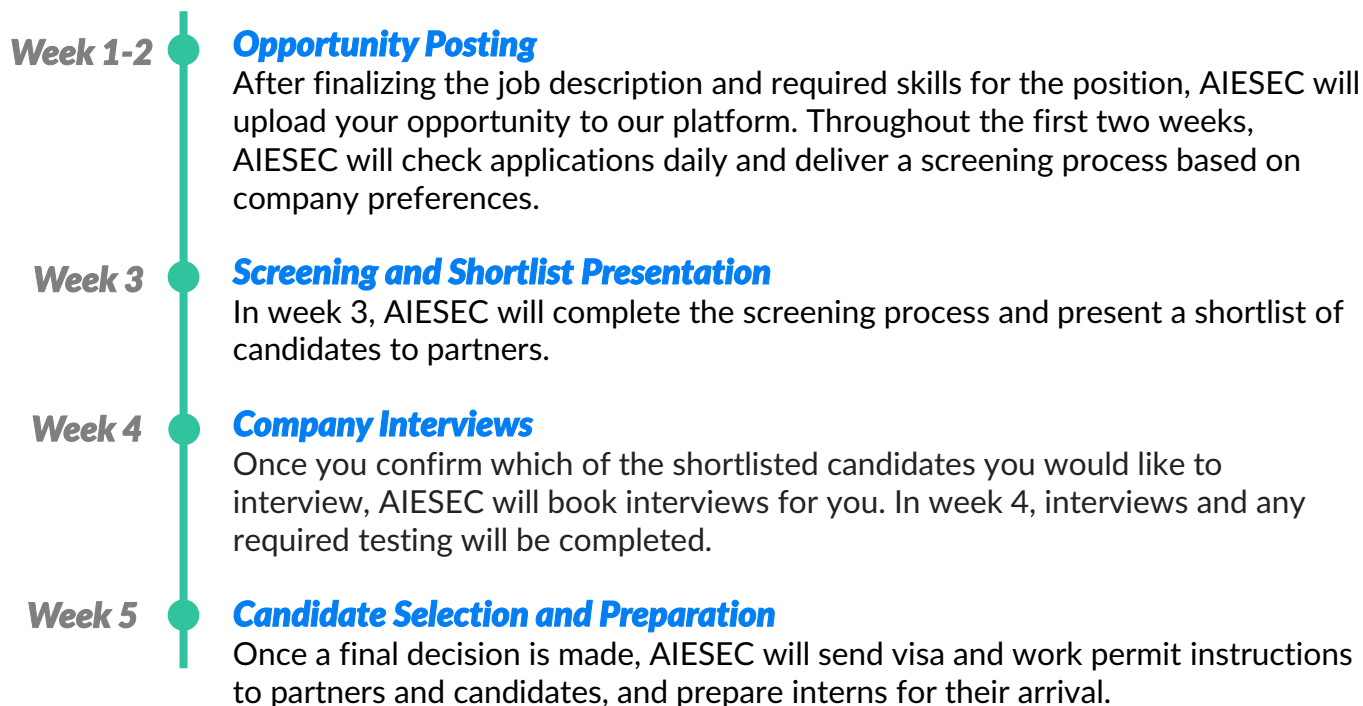 Week 1-2
Opportunity Posting
After finalizing the job description and required skills for the position, AIESEC will
upload your opportunity to our platform. Throughout the first two weeks,
AIESEC will check applications daily and deliver a screening process based on
company preferences.
Week 3
Screening and Shortlist Presentation
In week 3, AIESEC will complete the screening process and present a shortlist of
candidates to partners.
Week 4
Company Interviews
Once you confirm which of the shortlisted candidates you would like to
interview, AIESEC will book interviews for you. In week 4, interviews and any
required testing will be completed.
Week 5
Candidate Selection and Preparation
Once a final decision is made, AIESEC will send visa and work permit instructions
to partners and candidates, and prepare interns for their arrival.